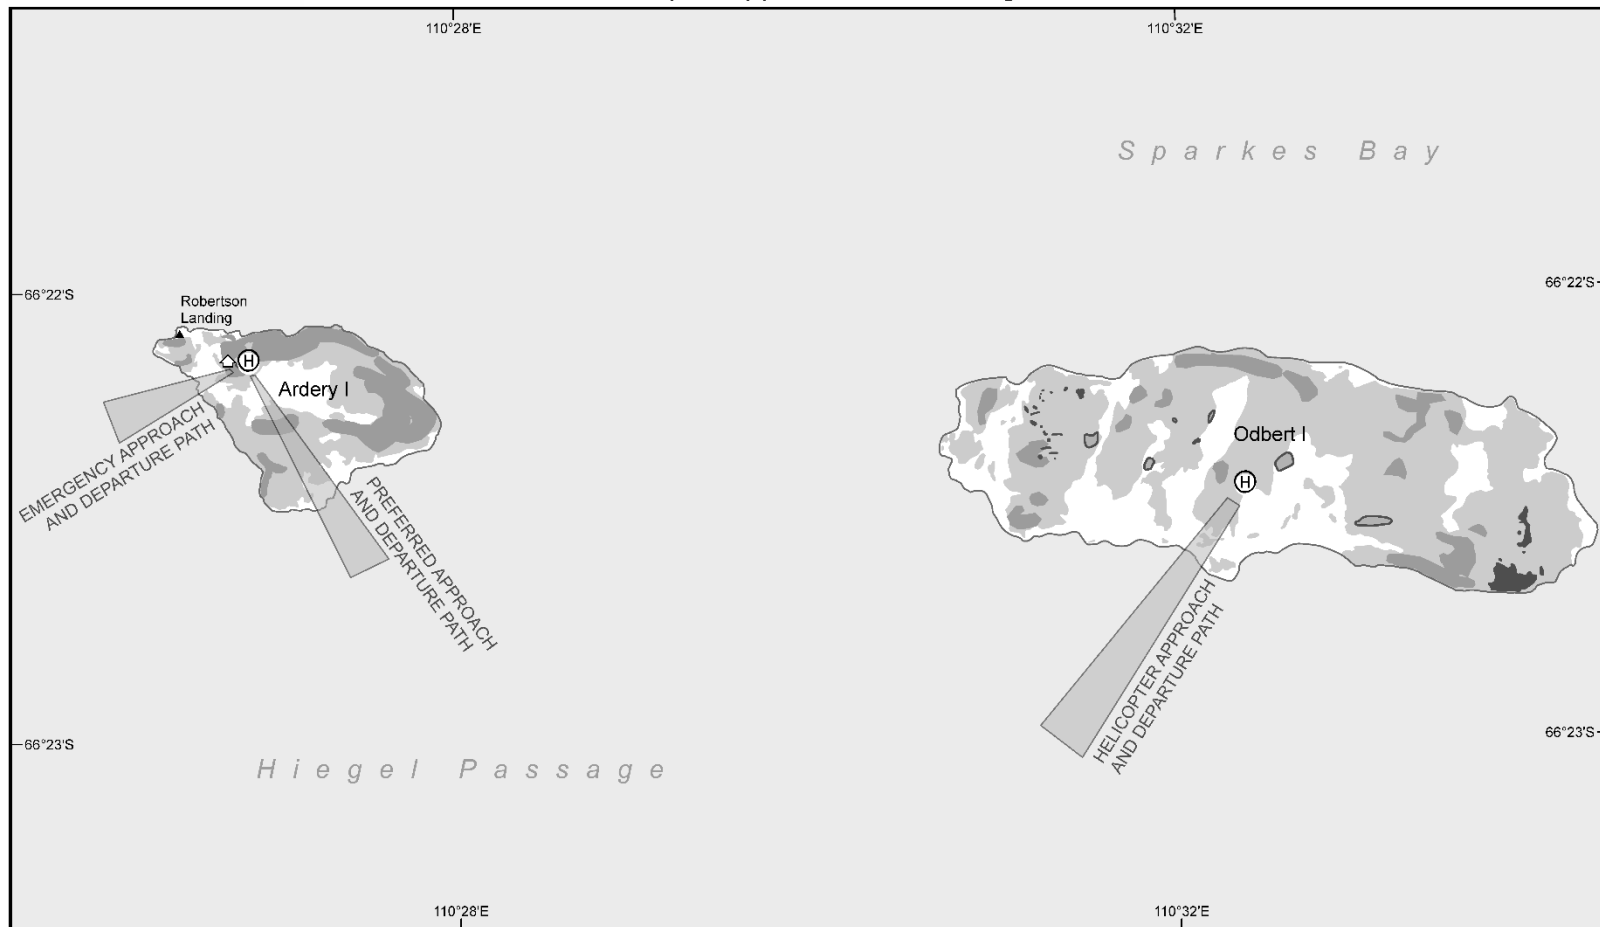 110°28'E
110°32'E
Sparkes Bay
66°22'S
66°22'S
Robertson
Landing
H
Ardery I
EMERGENCY APPROACH
AND DEPARTURE PATH
PREFERRED APPROACH
AND DEPARTURE PATH
Odbert I
H
HELICOPTER APPROACH
AND DEPARTURE PATH
66°23'S
66°23'S
Hiegel Passage
110°28'E
110°32'E